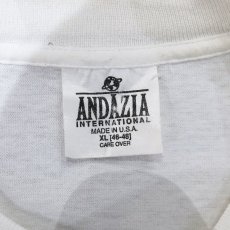 ANDAZIA
INTERNATIONAL
MADE IN U.S.A.
XL [46-48]
CARE OVER